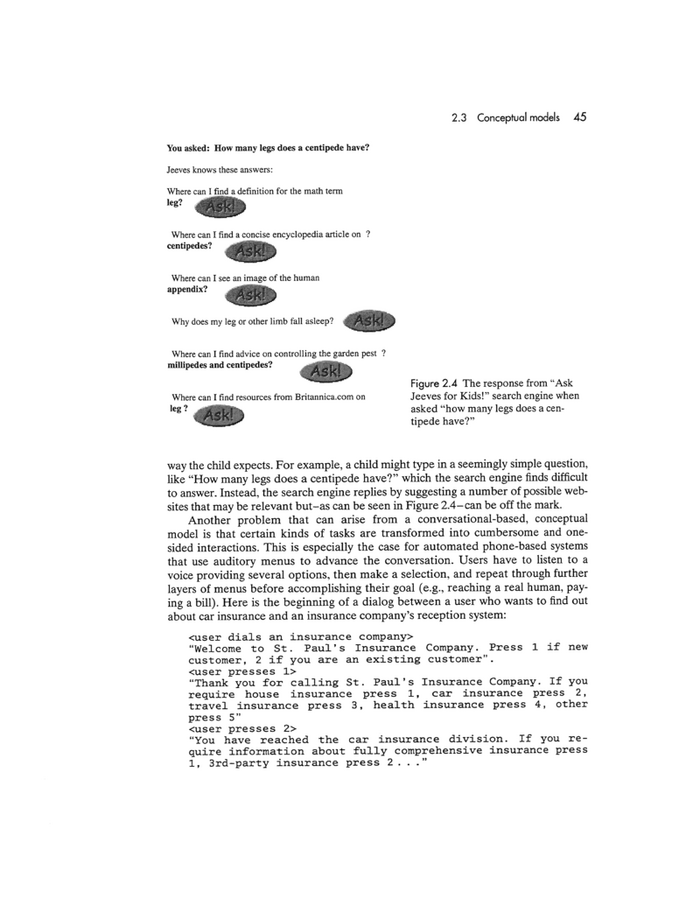 2.3 Conceptual models 45
You asked: How many legs does a centipede have?
Jeeves knows these answers:
Where can I find a definition for the math term
leg? Ask!
Where can I find a concise encyclopedia article on ?
centipedes? Ask!
Where can I see an image of the human
appendix? Ask!
Why does my leg or other limb fall asleep? Ask!
Where can I find advice on controlling the garden pest ?
millipedes and centipedes? Ask!
Where can I find resources from Britannica.com on
leg ? Ask!
Figure 2.4 The response from "Ask
Jeeves for Kids!" search engine when
asked "how many legs does a cen-
tipede have?"
way the child expects. For example, a child might type in a seemingly simple question,
like "How many legs does a centipede have?" which the search engine finds difficult
to answer. Instead, the search engine replies by suggesting a number of possible web-
sites that may be relevant but–as can be seen in Figure 2.4–can be off the mark.
Another problem that can arise from a conversational-based, conceptual
model is that certain kinds of tasks are transformed into cumbersome and one-
sided interactions. This is especially the case for automated phone-based systems
that use auditory menus to advance the conversation. Users have to listen to a
voice providing several options, then make a selection, and repeat through further
layers of menus before accomplishing their goal (e.g., reaching a real human, pay-
ing a bill). Here is the beginning of a dialog between a user who wants to find out
about car insurance and an insurance company's reception system:
<user dials an insurance company>
"Welcome to St. Paul's Insurance Company. Press 1 if new
customer, 2 if you are an existing customer".
<user presses 1>
"Thank you for calling St. Paul's Insurance Company. If you
require house insurance press 1, car insurance press 2,
travel insurance press 3, health insurance press 4, other
press 5"
<user presses 2>
"You have reached the car insurance division. If you re-
quire information about fully comprehensive insurance press
1, 3rd-party insurance press 2 . . ."